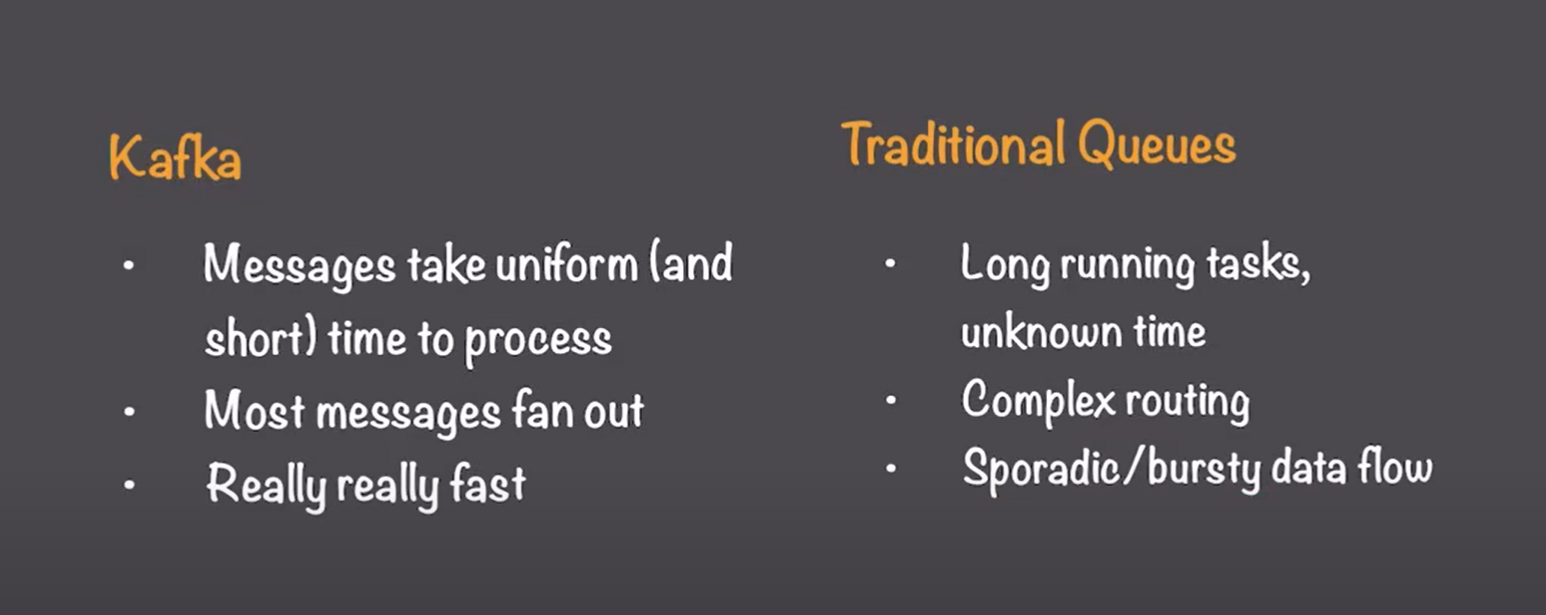 Kafka
• Messages take uniform (and
short) time to process
• Most messages fan out
• Really really fast
Traditional Queues
• Long running tasks,
unknown time
• Complex routing
• Sporadic/bursty data flow